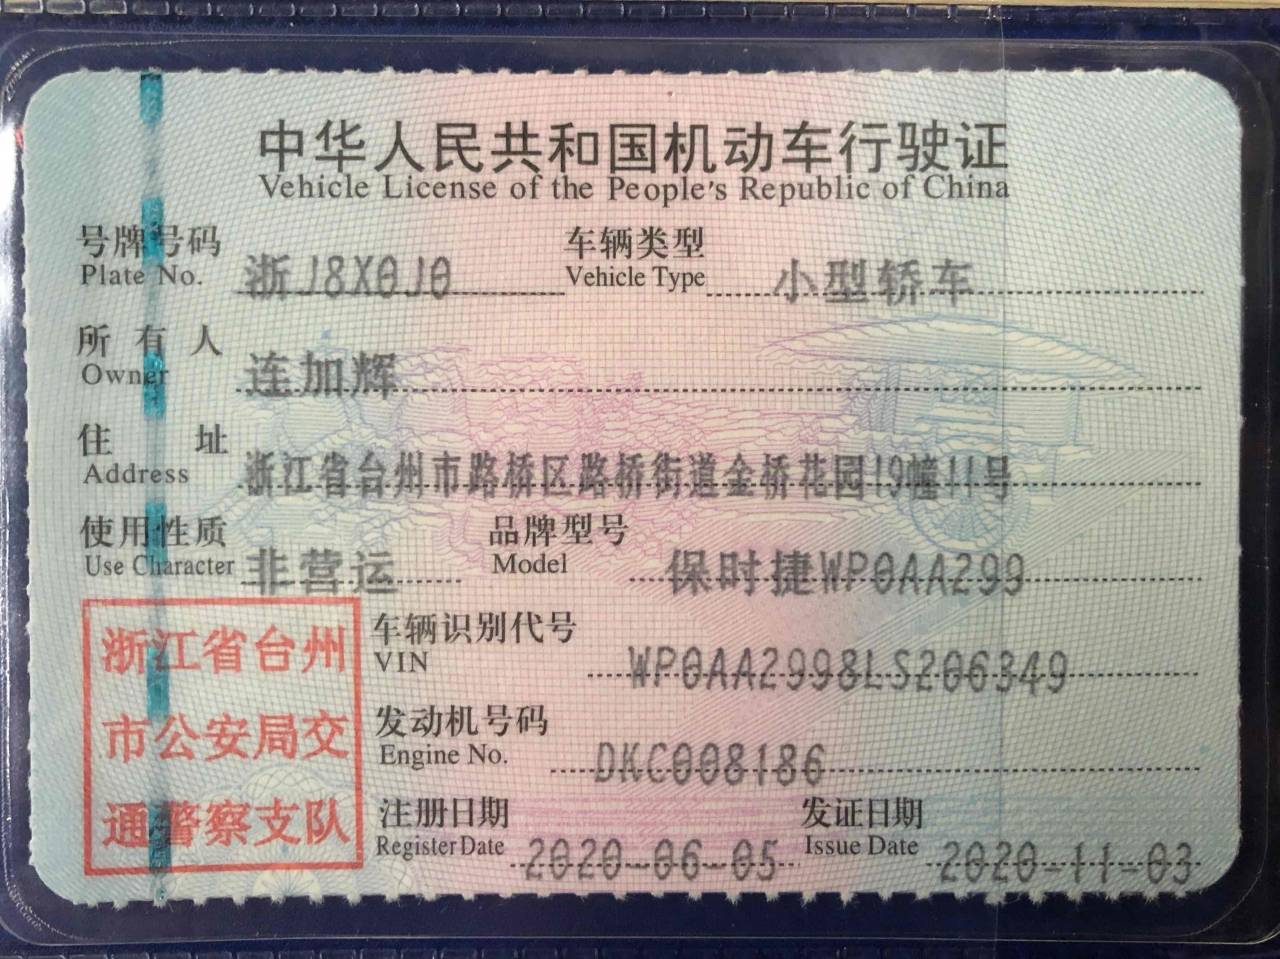 中华人民共和国机动车行驶证
Vehicle License of the People's Republic of China
号牌号码 浙J8X0J0 车辆类型 小型轿车
Plate No. Vehicle Type
所有人 连加辉
Owner
住址 浙江省台州市路桥区路桥街道金桥花园19幢11号
Address
使用性质 非营运 品牌型号 保时捷WP0AA299
Use Character Model
浙江省台州
市公安局交
通警察支队
车辆识别代号 WP0AA2998LS206349
VIN
发动机号码 DKC008186
Engine No.
注册日期 2020-06-05 发证日期 2020-11-03
Register Date Issue Date